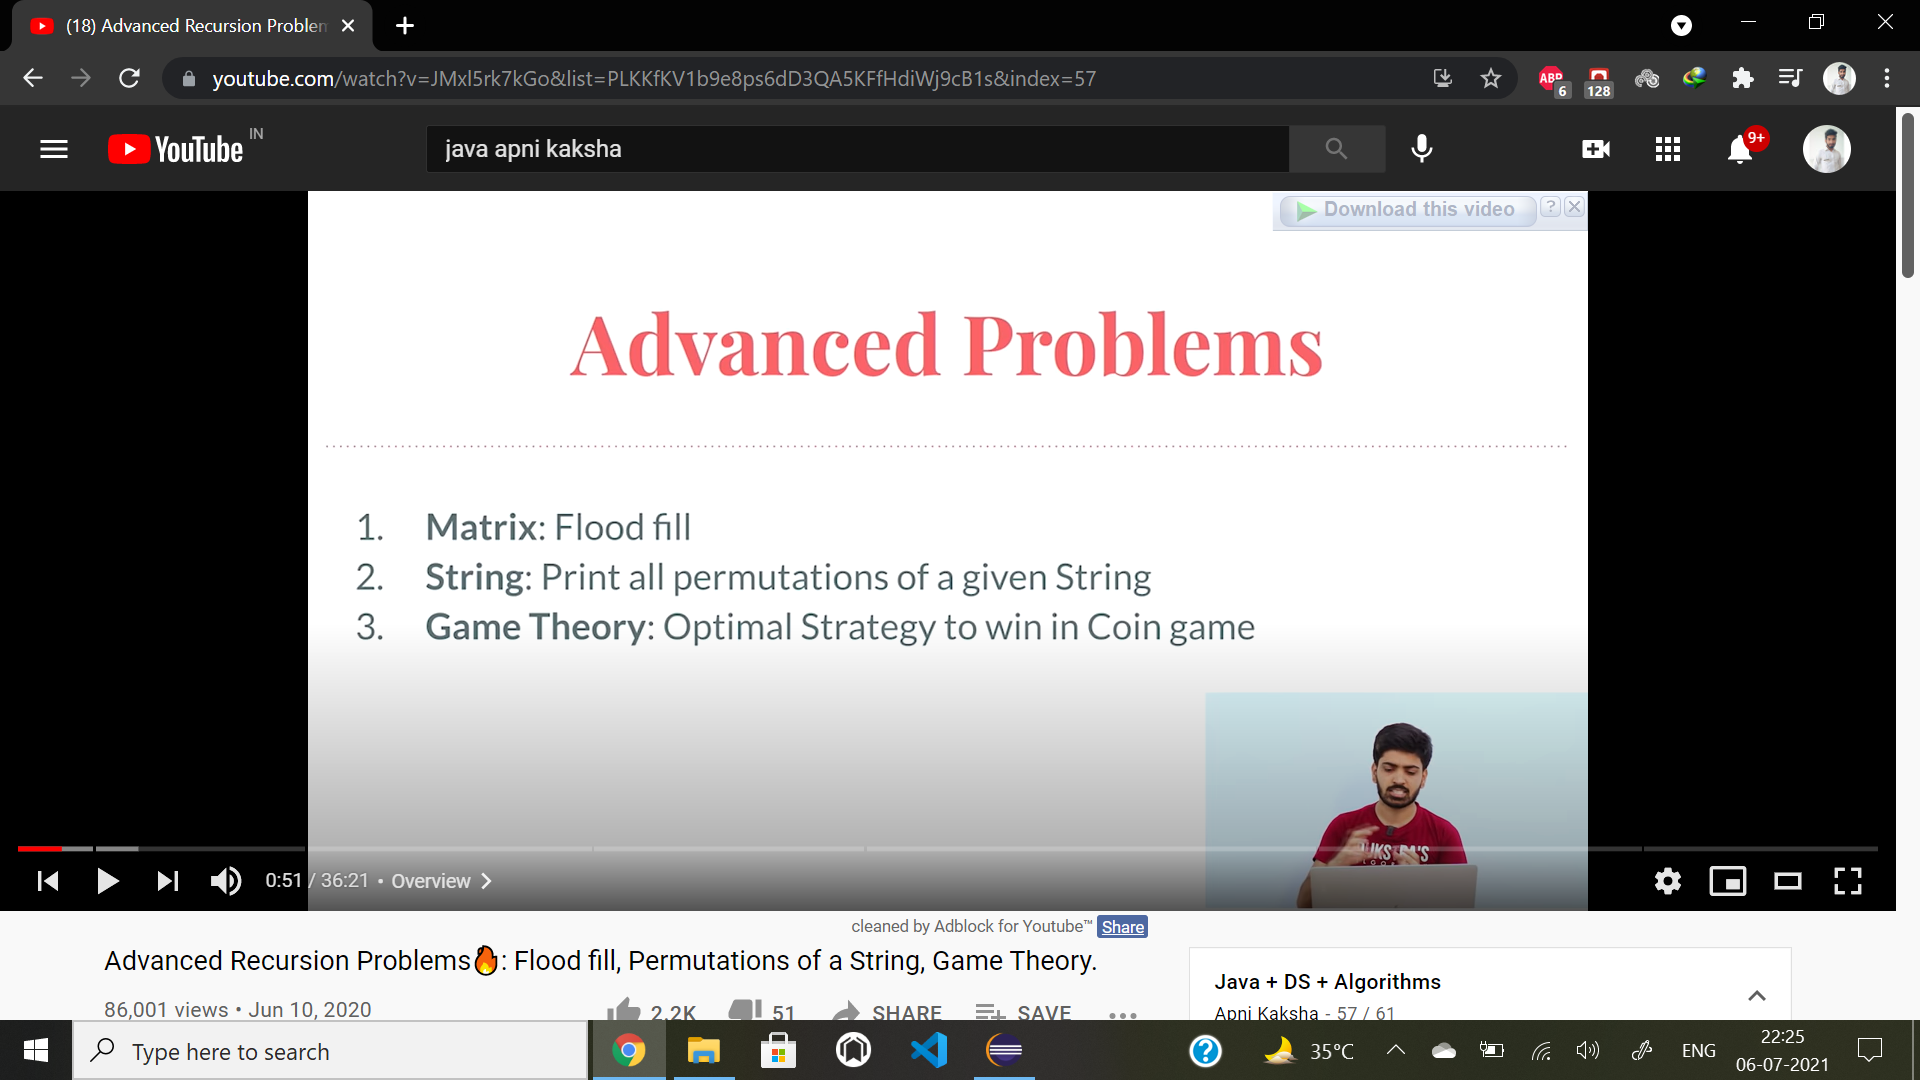 (18) Advanced Recursion Problem
youtube.com/watch?v=JMxl5rk7kGo&list=PLKKfKV1b9e8ps6dD3QA5KFfHdiWj9cB1s&index=57
ABP
6
128
YouTube
IN
java apni kaksha
9+
Download this video
?
Advanced Problems
1. Matrix: Flood fill
2. String: Print all permutations of a given String
3. Game Theory: Optimal Strategy to win in Coin game
0:51 / 36:21 • Overview
cleaned by Adblock for Youtube™ Share
Advanced Recursion Problems🔥: Flood fill, Permutations of a String, Game Theory.
86,001 views • Jun 10, 2020
2.2K
51
SHARE
SAVE
Java + DS + Algorithms
Apni Kaksha - 57 / 61
Type here to search
?
35°C
ENG
22:25
06-07-2021